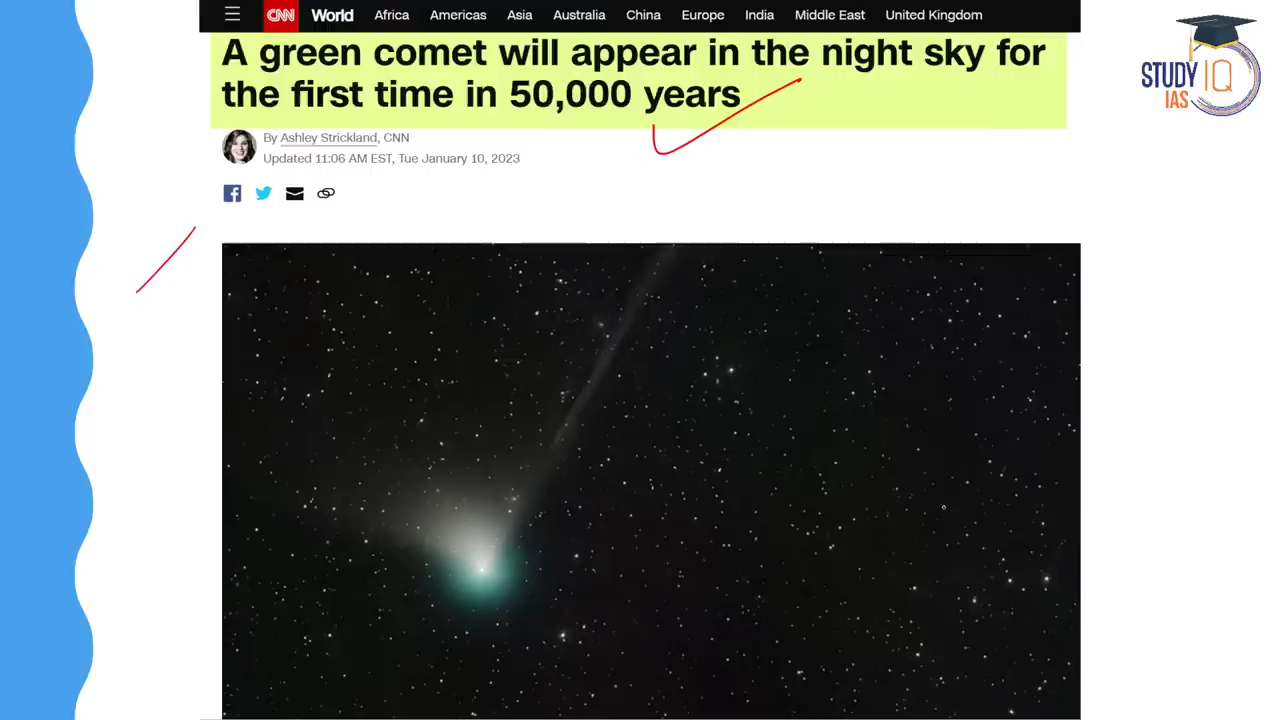 CNN World Africa Americas Asia Australia China Europe India Middle East United Kingdom
A green comet will appear in the night sky for
the first time in 50,000 years
By Ashley Strickland, CNN
Updated 11:06 AM EST, Tue January 10, 2023
STUDY IQ
IAS